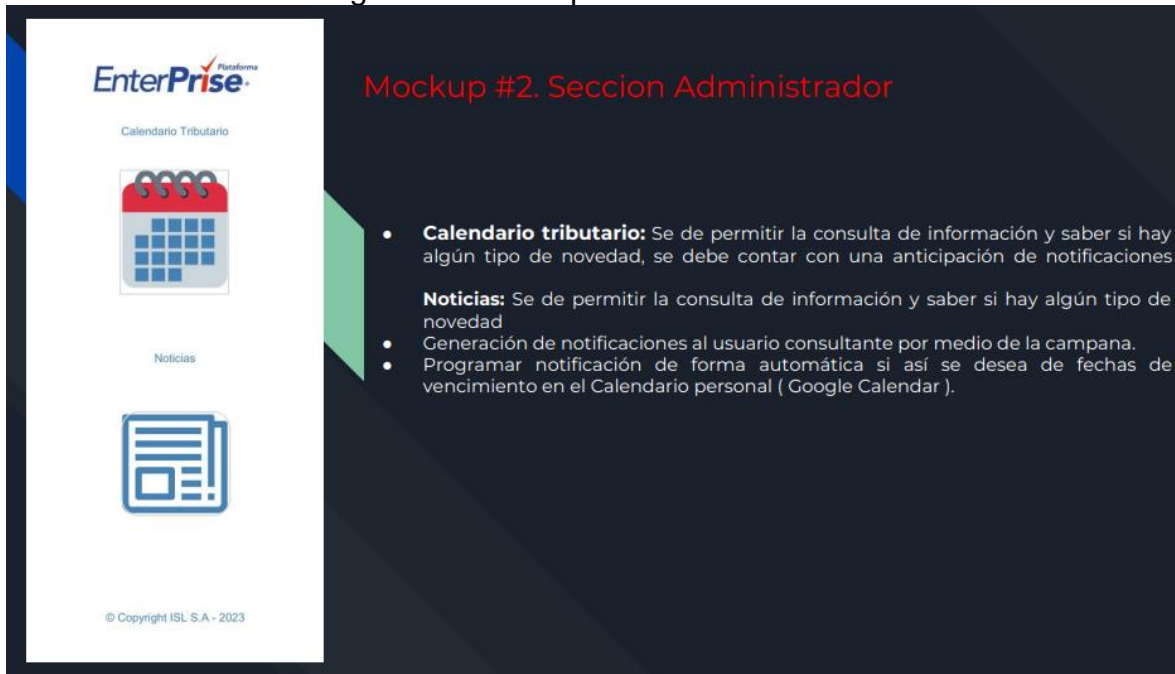 Plataforma
EnterPrise
Calendario Tributario
Noticias
© Copyright ISL S.A - 2023
Mockup #2. Seccion Administrador
● Calendario tributario: Se de permitir la consulta de información y saber si hay
algún tipo de novedad, se debe contar con una anticipación de notificaciones
Noticias: Se de permitir la consulta de información y saber si hay algún tipo de
novedad
● Generación de notificaciones al usuario consultante por medio de la campana.
● Programar notificación de forma automática si así se desea de fechas de
vencimiento en el Calendario personal ( Google Calendar ).